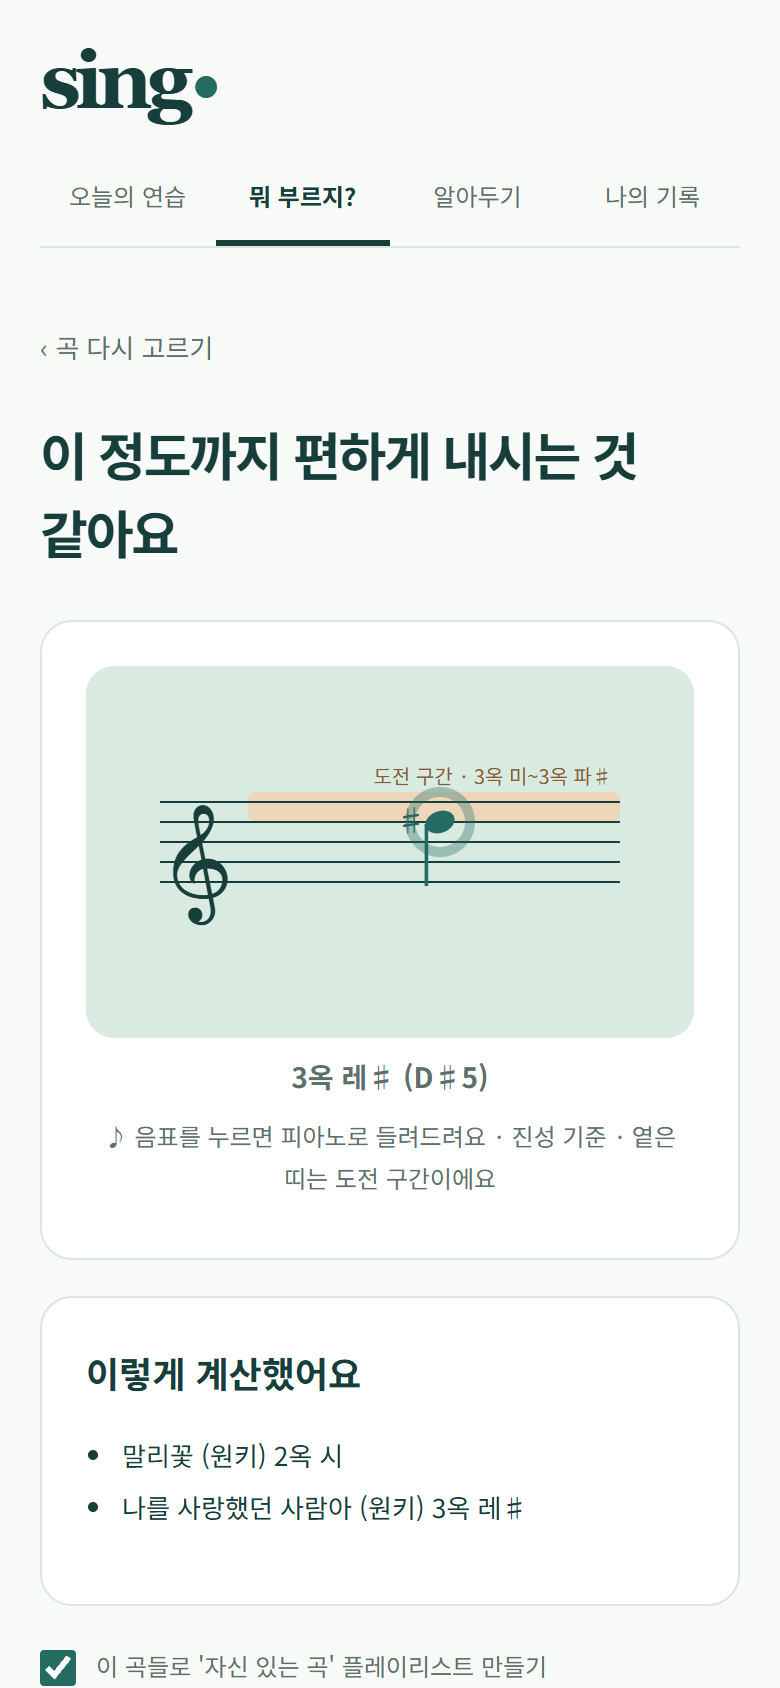 sing
오늘의 연습 뭐 부르지? 알아두기 나의 기록
‹ 곡 다시 고르기
이 정도까지 편하게 내시는 것
같아요
도전 구간 · 3옥 미~3옥 파♯
3옥 레♯ (D♯5)
♪ 음표를 누르면 피아노로 들려드려요 · 진성 기준 · 옅은
띠는 도전 구간이에요
이렇게 계산했어요
• 말리꽃 (원키) 2옥 시
• 나를 사랑했던 사람아 (원키) 3옥 레♯
이 곡들로 '자신 있는 곡' 플레이리스트 만들기